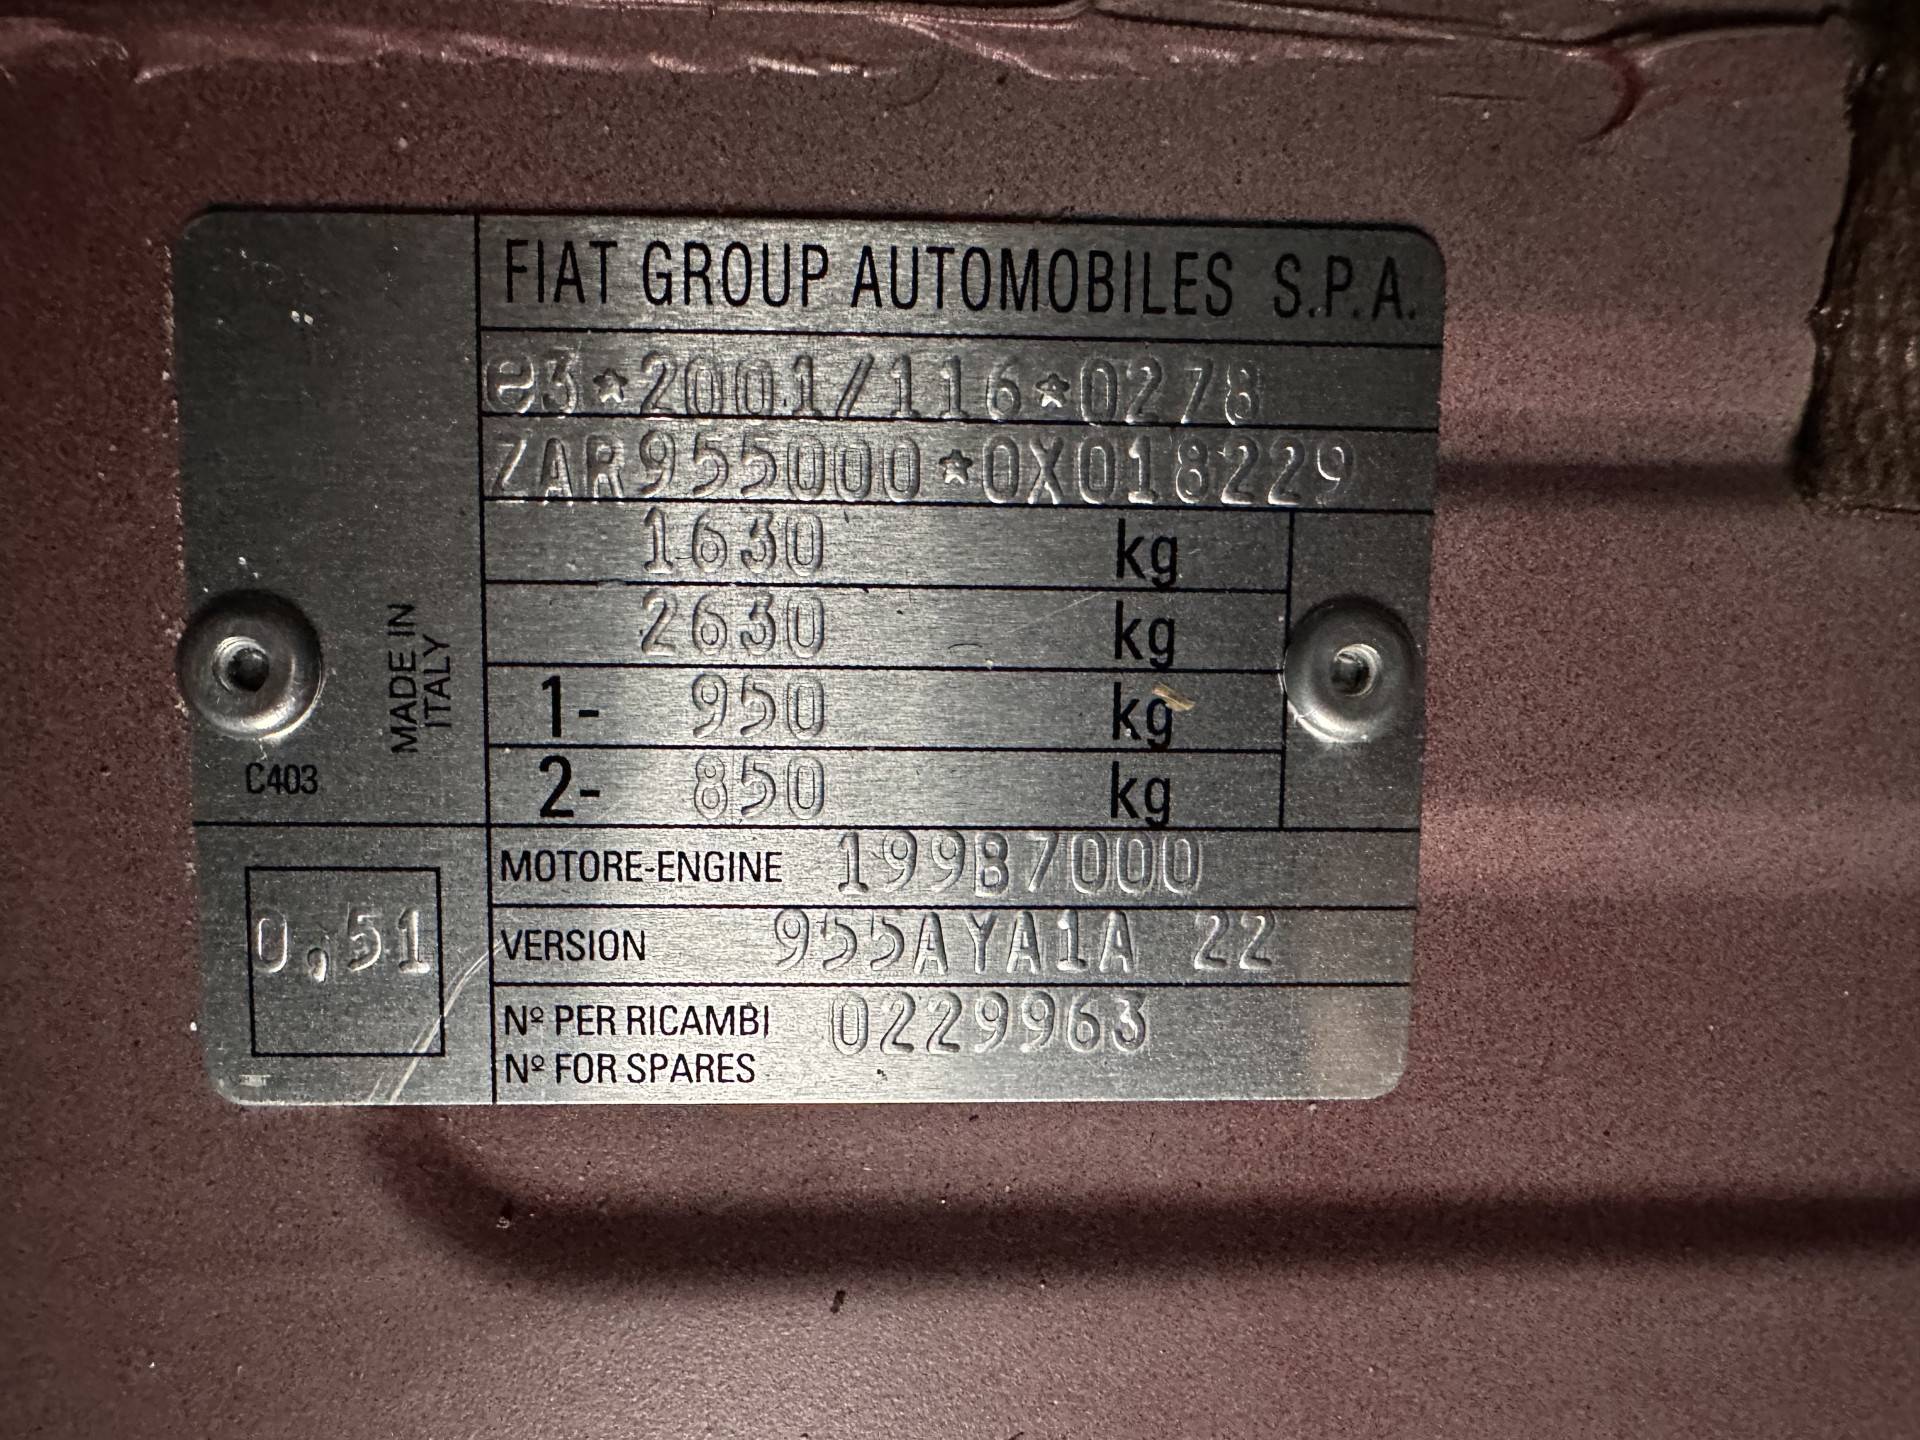 FIAT GROUP AUTOMOBILES S.P.A.
e3*2001/116*0278
ZAR955000*0X018229
1630 kg
2630 kg
1- 950 kg
2- 850 kg
MADE IN
ITALY
C403
MOTORE-ENGINE 199B7000
0,51
VERSION 955AYA1A 22
Nº PER RICAMBI 0229963
Nº FOR SPARES